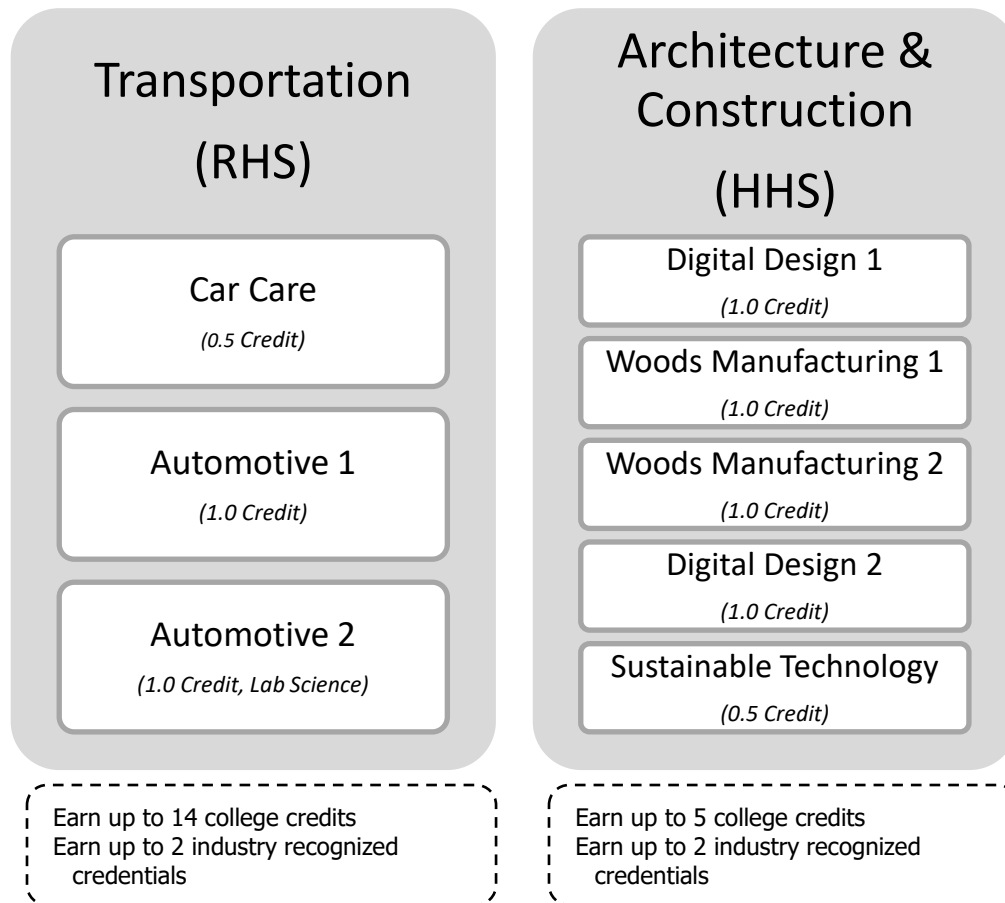 Transportation
(RHS)
Car Care
(0.5 Credit)
Automotive 1
(1.0 Credit)
Automotive 2
(1.0 Credit, Lab Science)
Earn up to 14 college credits
Earn up to 2 industry recognized
credentials
Architecture &
Construction
(HHS)
Digital Design 1
(1.0 Credit)
Woods Manufacturing 1
(1.0 Credit)
Woods Manufacturing 2
(1.0 Credit)
Digital Design 2
(1.0 Credit)
Sustainable Technology
(0.5 Credit)
Earn up to 5 college credits
Earn up to 2 industry recognized
credentials